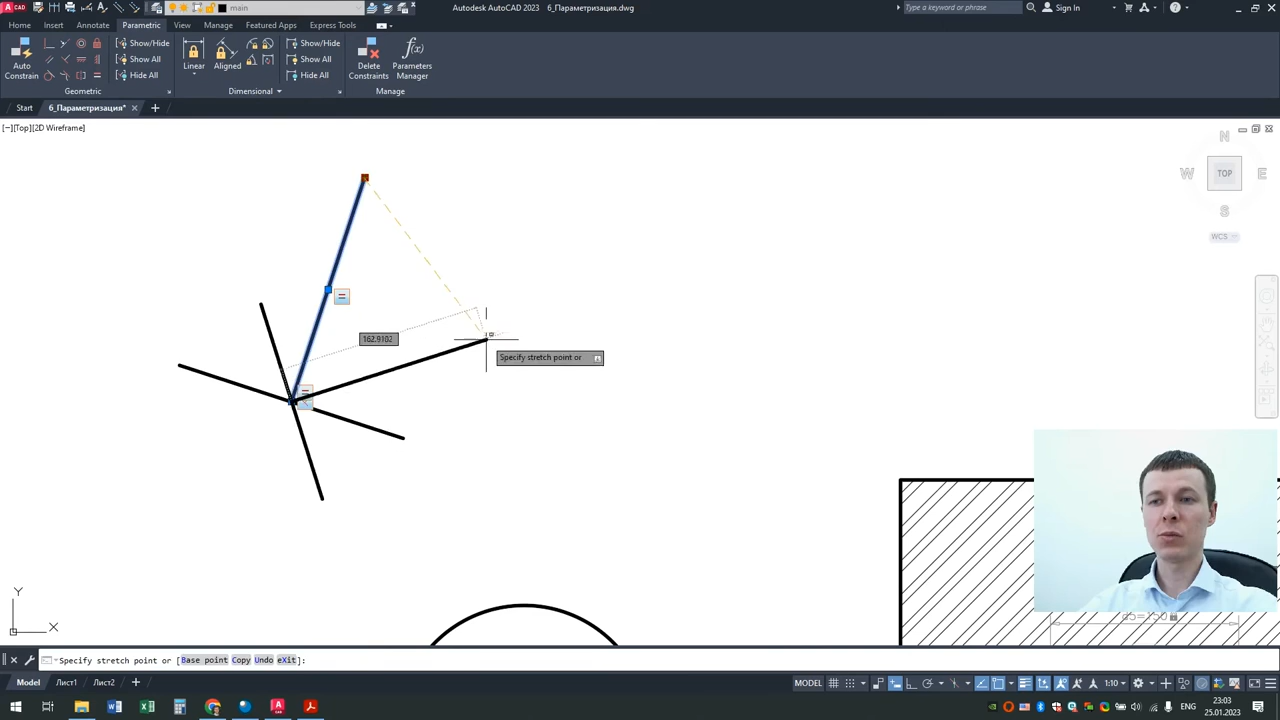 CAD
main
Autodesk AutoCAD 2023 6_Параметризация.dwg
Type a keyword or phrase
Sign In
Home Insert Annotate Parametric View Manage Featured Apps Express Tools
Auto Constrain
Show/Hide
Show All
Hide All
Linear
Aligned
Show/Hide
Show All
Hide All
Delete Constraints
f(x)
Parameters Manager
Geometric
Dimensional
Manage
Start
6_Параметризация*
[−][Top][2D Wireframe]
N
W
TOP
E
S
WCS
162.9102
Specify stretch point or
d5=150
Y
X
Specify stretch point or [Base point Copy Undo eXit]:
Model
Лист1
Лист2
MODEL
1:10
23:03
25.01.2023